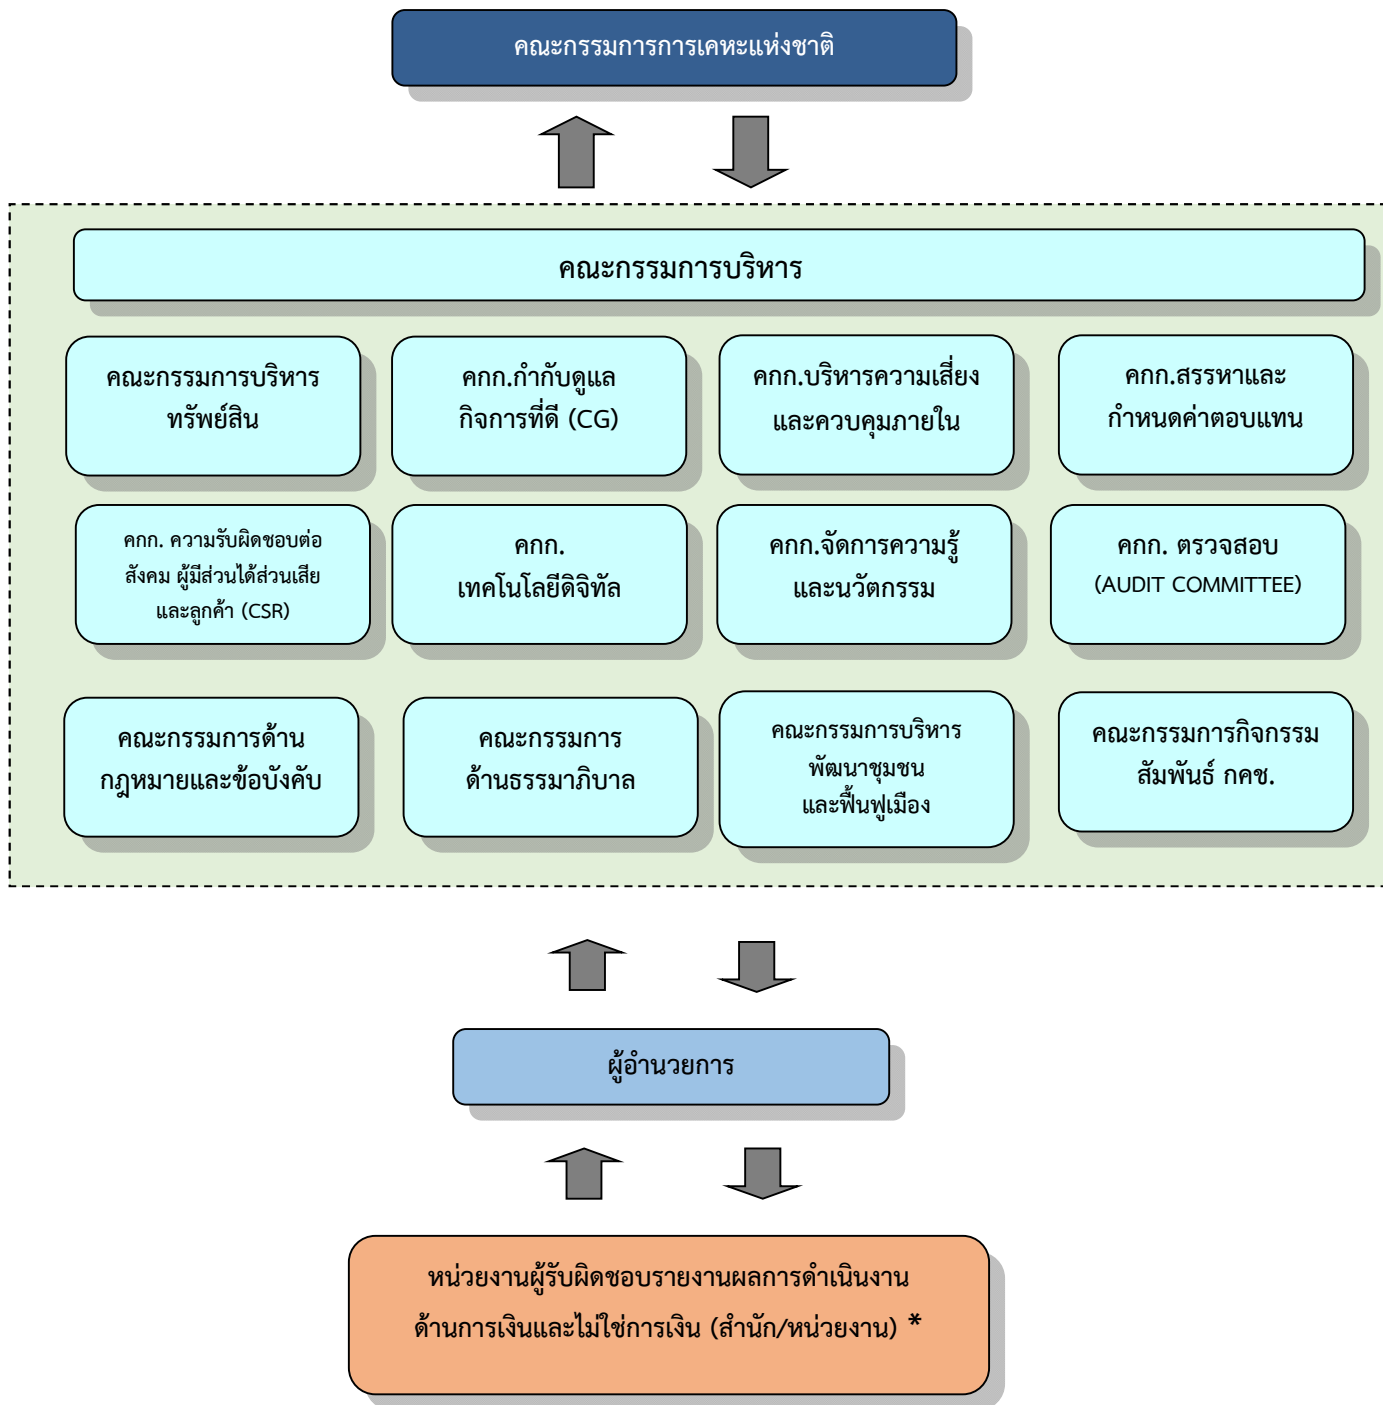 คณะกรรมการการเคหะแห่งชาติ
คณะกรรมการบริหาร
คณะกรรมการบริหาร
ทรัพย์สิน
คกก.กำกับดูแล
กิจการที่ดี (CG)
คกก.บริหารความเสี่ยง
และควบคุมภายใน
คกก.สรรหาและ
กำหนดค่าตอบแทน
คกก. ความรับผิดชอบต่อ
สังคม ผู้มีส่วนได้ส่วนเสีย
และลูกค้า (CSR)
คกก.
เทคโนโลยีดิจิทัล
คกก.จัดการความรู้
และนวัตกรรม
คกก. ตรวจสอบ
(AUDIT COMMITTEE)
คณะกรรมการด้าน
กฎหมายและข้อบังคับ
คณะกรรมการ
ด้านธรรมาภิบาล
คณะกรรมการบริหาร
พัฒนาชุมชน
และฟื้นฟูเมือง
คณะกรรมการกิจกรรม
สัมพันธ์ กคช.
ผู้อำนวยการ
หน่วยงานผู้รับผิดชอบรายงานผลการดำเนินงาน
ด้านการเงินและไม่ใช่การเงิน (สำนัก/หน่วยงาน) *